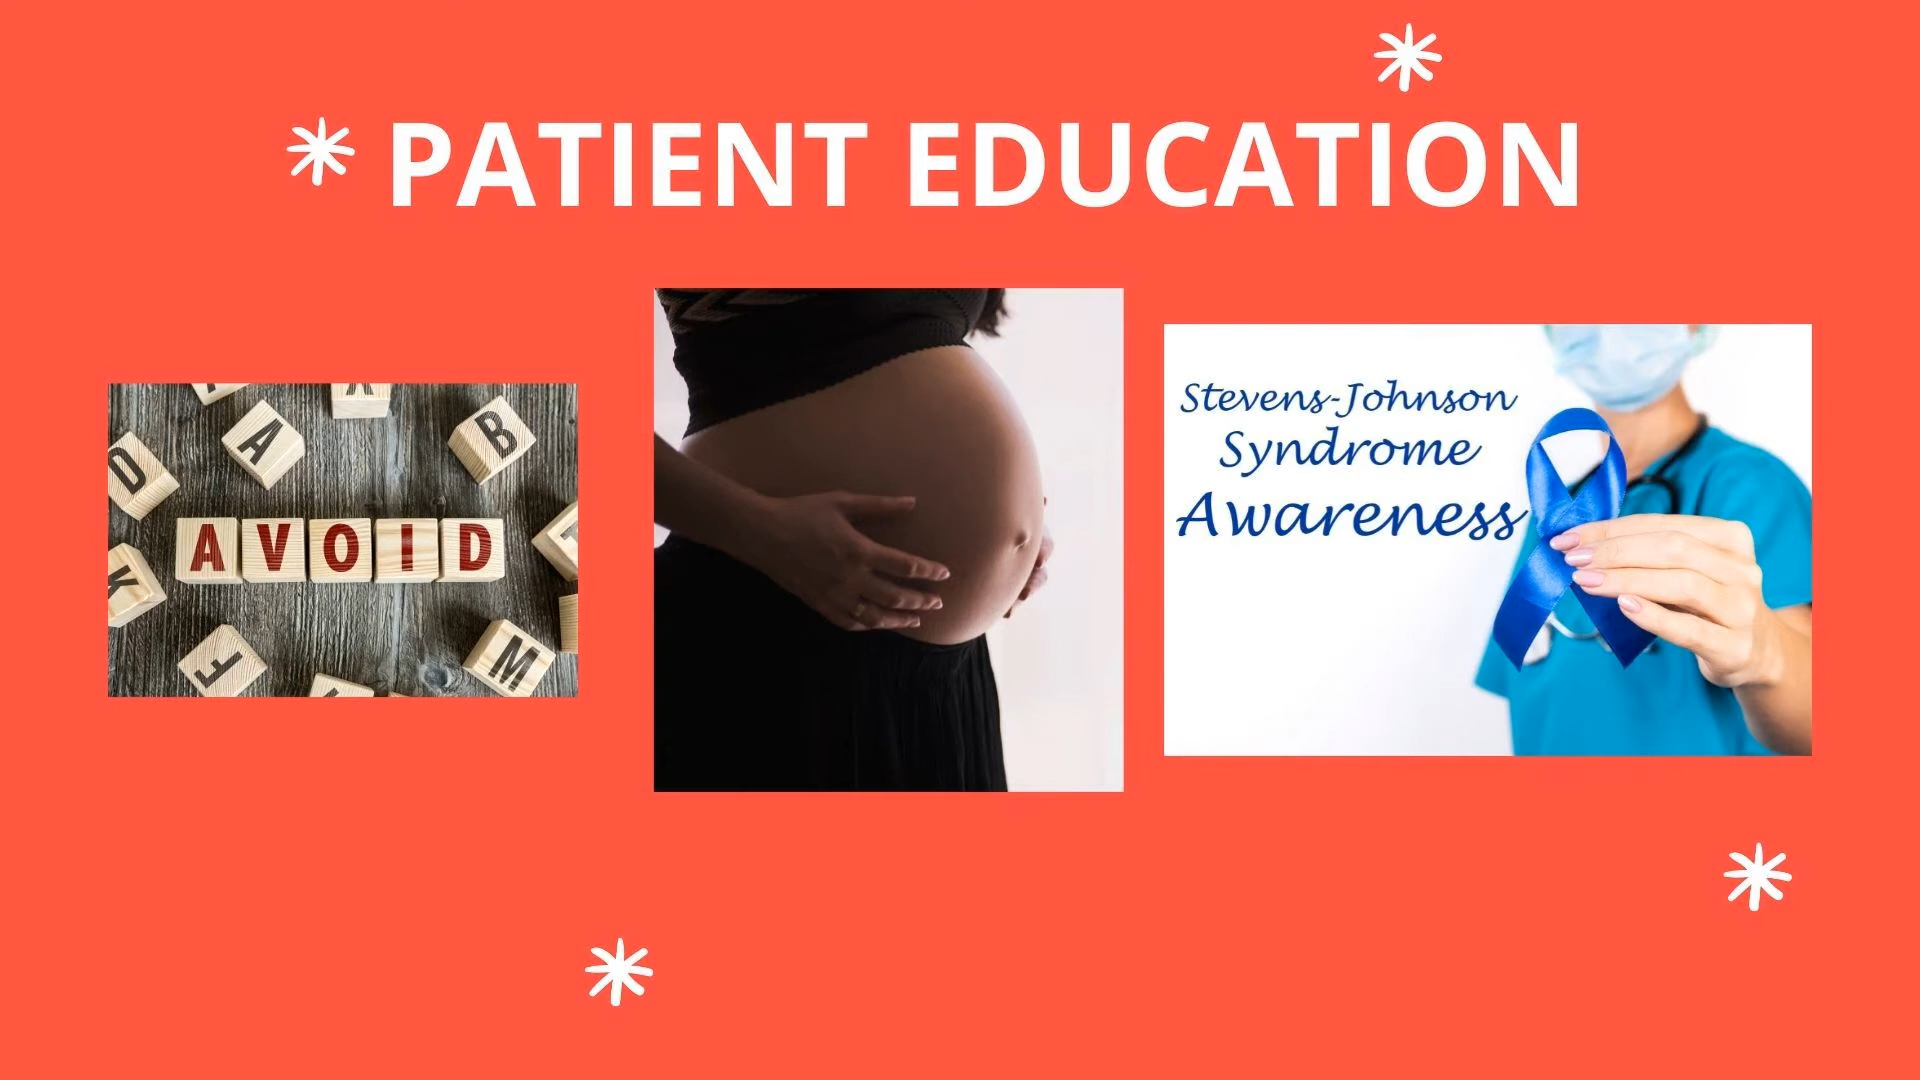 PATIENT EDUCATION
A
B
D
AVOID
K
F
M
Stevens-Johnson
Syndrome
Awareness